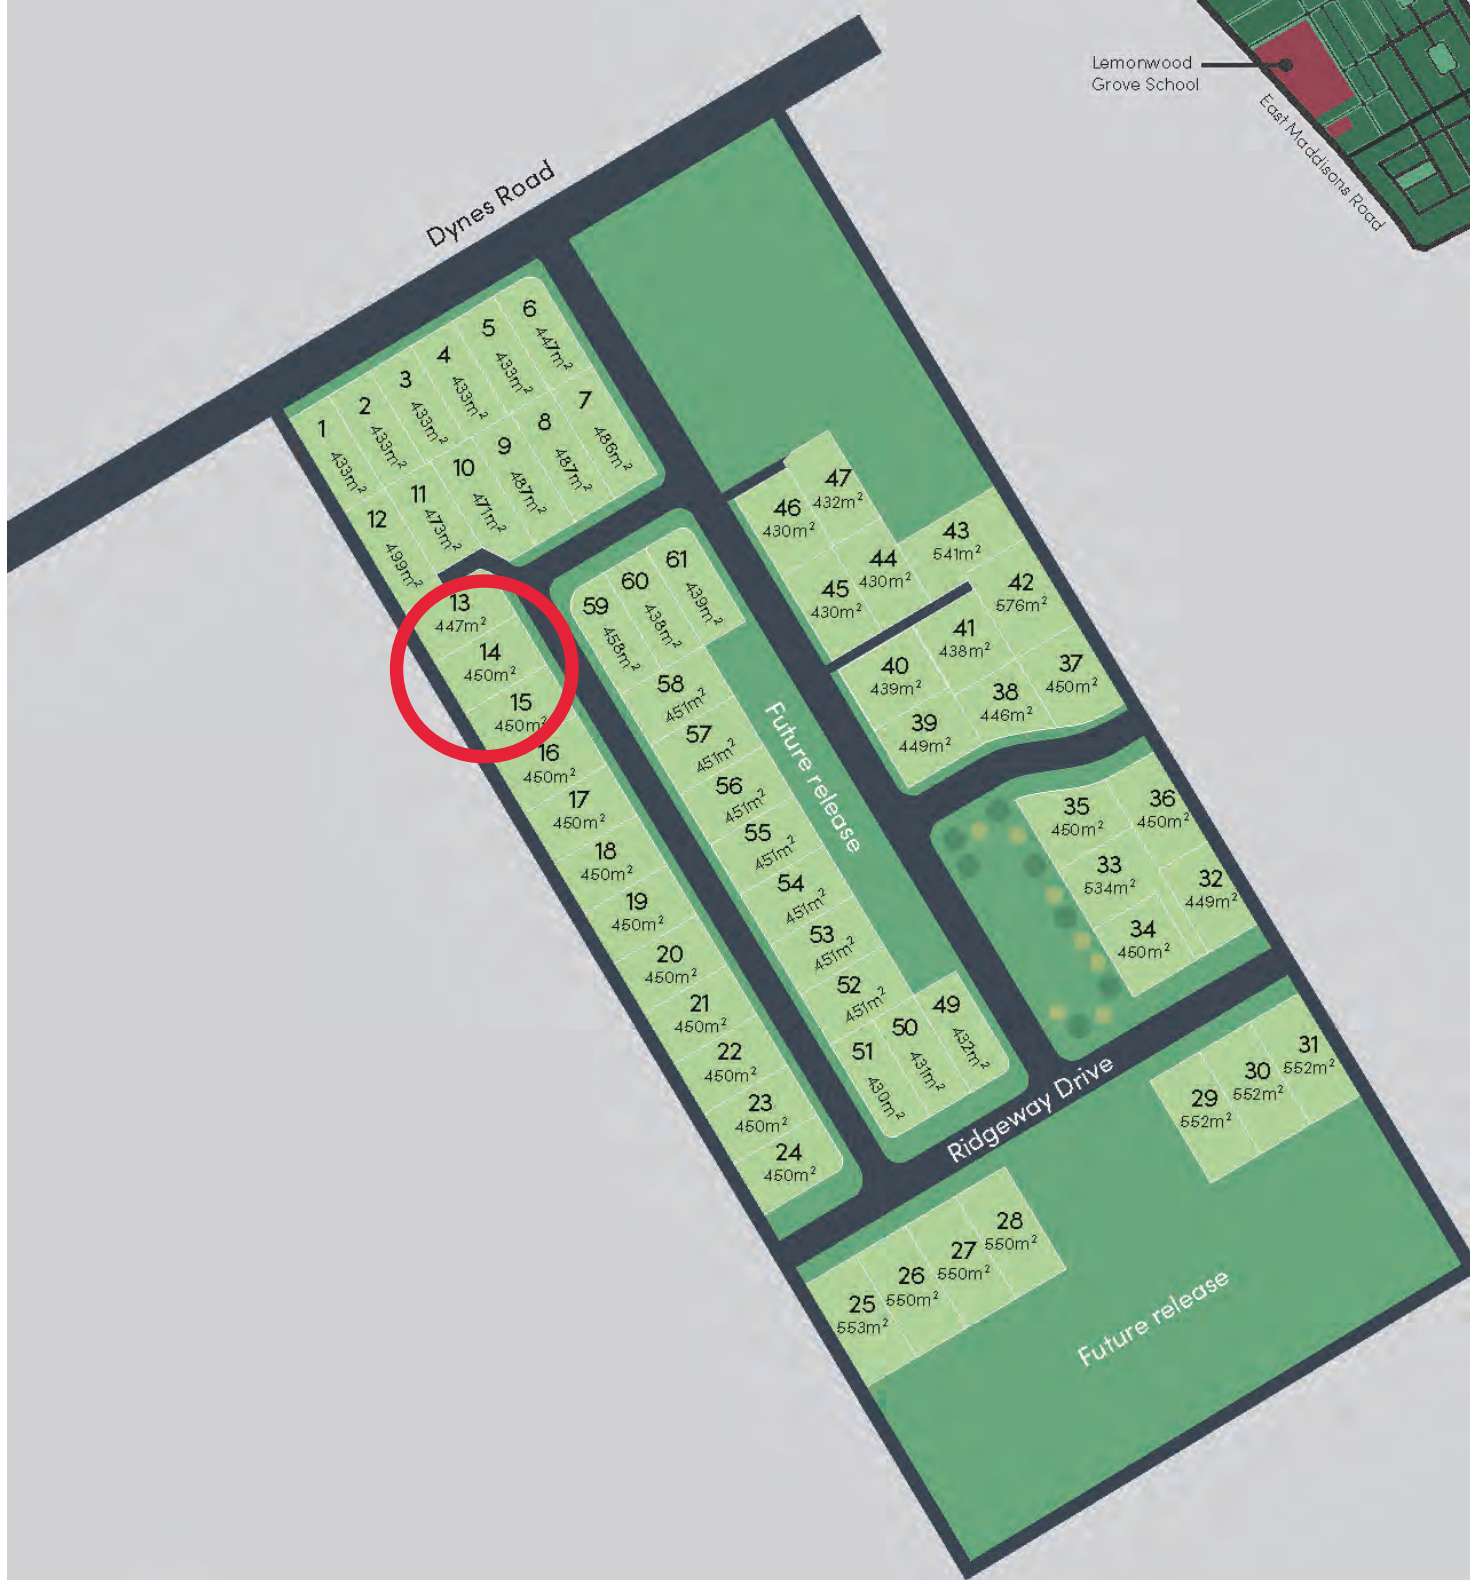 Lemonwood
Grove School
East Maddisons Road
Dynes Road
1
433m²
2
433m²
3
433m²
4
433m²
5
433m²
6
447m²
7
486m²
8
487m²
9
487m²
10
471m²
11
473m²
12
499m²
13
447m²
14
450m²
15
450m²
16
450m²
17
450m²
18
450m²
19
450m²
20
450m²
21
450m²
22
450m²
23
450m²
24
450m²
59
458m²
60
438m²
61
439m²
58
451m²
57
451m²
56
451m²
55
451m²
54
451m²
53
451m²
52
451m²
51
430m²
50
431m²
49
432m²
Future release
47
432m²
46
430m²
45
430m²
44
430m²
43
541m²
42
576m²
41
438m²
40
439m²
39
449m²
38
446m²
37
450m²
36
450m²
35
450m²
33
534m²
34
450m²
32
449m²
Ridgeway Drive
31
552m²
30
552m²
29
552m²
28
550m²
27
550m²
26
550m²
25
553m²
Future release